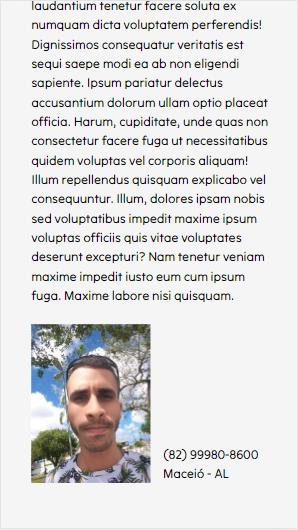 laudantium tenetur facere soluta ex
numquam dicta voluptatem perferendis!
Dignissimos consequatur veritatis est
sequi saepe modi ea ab non eligendi
sapiente. Ipsum pariatur delectus
accusantium dolorum ullam optio placeat
officia. Harum, cupiditate, unde quas non
consectetur facere fuga ut necessitatibus
quidem voluptas vel corporis aliquam!
Illum repellendus quisquam explicabo vel
consequuntur. Illum, dolores ipsam nobis
sed voluptatibus impedit maxime ipsum
voluptas officiis quis vitae voluptates
deserunt excepturi? Nam tenetur veniam
maxime impedit iusto eum cum ipsum
fuga. Maxime labore nisi quisquam.
(82) 99980-8600
Maceió - AL